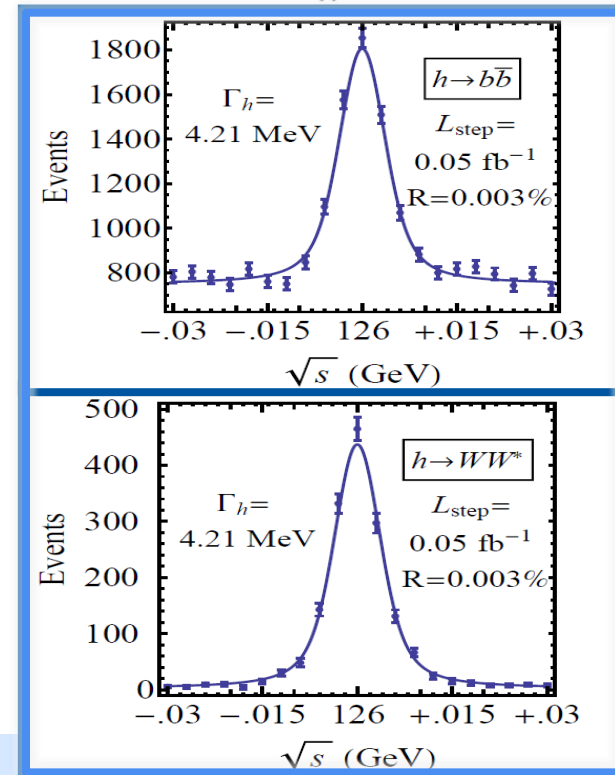 1800
1600
1400
1200
1000
800
Events
Γh=
4.21 MeV
h→bb̅
Lstep=
0.05 fb⁻¹
R=0.003%
−.03 −.015 126 +.015 +.03
√s (GeV)
500
400
300
200
100
0
Events
Γh=
4.21 MeV
h→WW*
Lstep=
0.05 fb⁻¹
R=0.003%
−.03 −.015 126 +.015 +.03
√s (GeV)